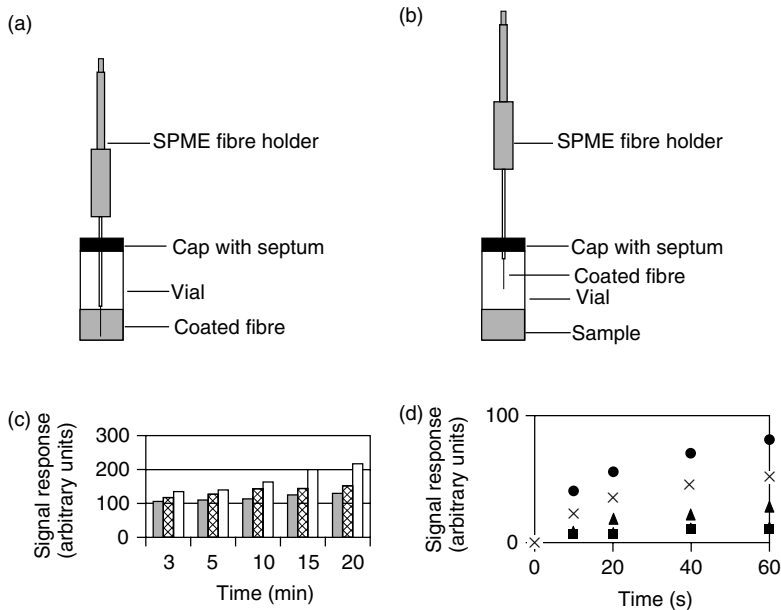 (a)
SPME fibre holder
Cap with septum
Vial
Coated fibre
(b)
SPME fibre holder
Cap with septum
Coated fibre
Vial
Sample
(c)
Signal response
(arbitrary units)
300
200
100
0
3 5 10 15 20
Time (min)
(d)
Signal response
(arbitrary units)
100
0
0 20 40 60
Time (s)